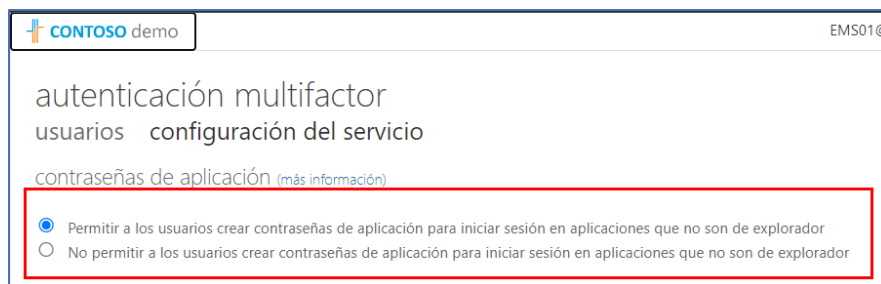 CONTOSO demo
EMS01@
autenticación multifactor
usuarios configuración del servicio
contraseñas de aplicación (más información)
Permitir a los usuarios crear contraseñas de aplicación para iniciar sesión en aplicaciones que no son de explorador
No permitir a los usuarios crear contraseñas de aplicación para iniciar sesión en aplicaciones que no son de explorador